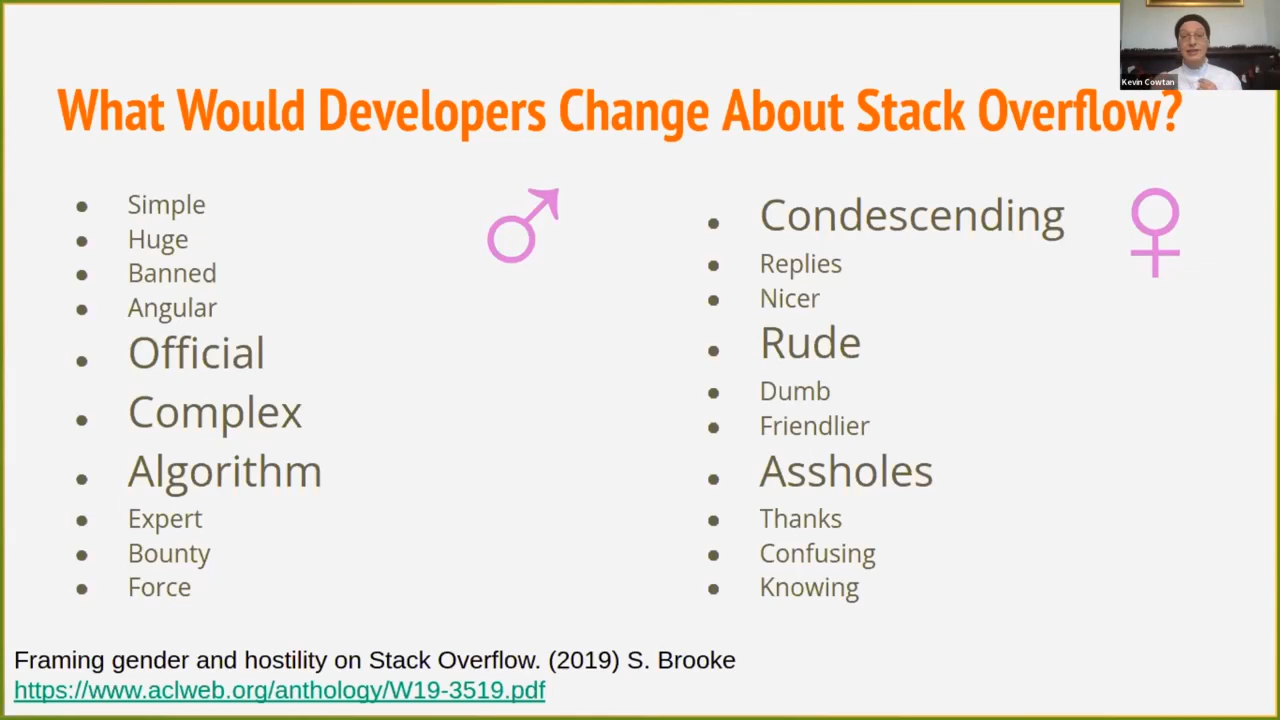 Kevin Cowtan
What Would Developers Change About Stack Overflow?
Simple
Huge
Banned
Angular
Official
Complex
Algorithm
Expert
Bounty
Force
Condescending
Replies
Nicer
Rude
Dumb
Friendlier
Assholes
Thanks
Confusing
Knowing
Framing gender and hostility on Stack Overflow. (2019) S. Brooke
https://www.aclweb.org/anthology/W19-3519.pdf